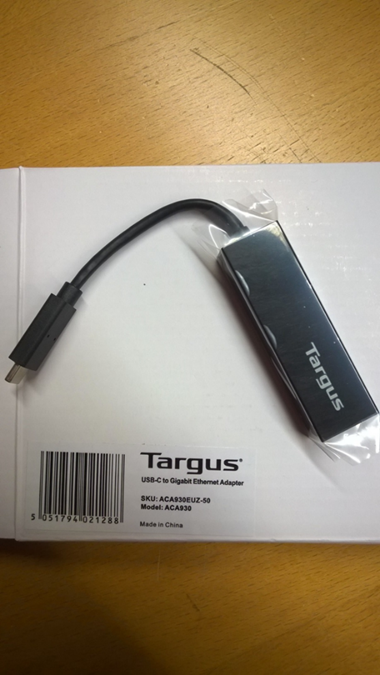 Targus
Targus®
USB-C to Gigabit Ethernet Adapter
SKU: ACA930EUZ-50
Model: ACA930
5 051794 021288
Made in China